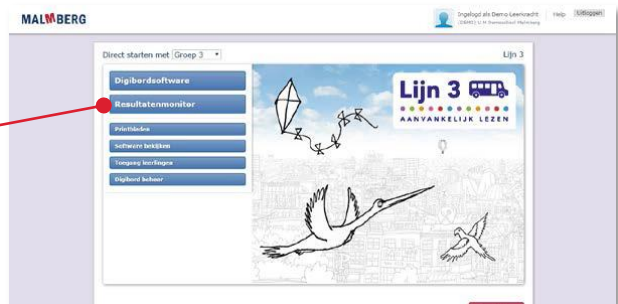 MALMBERG
Ingelogd als Demo-Leerkracht
Help
Uitloggen
Direct starten met Groep 3
Lijn 3
Digibordsoftware
Resultatenmonitor
Printbladen
Software bekijken
Toegang leerlingen
Digibord beheer
Lijn 3
AANVANKELIJK LEZEN